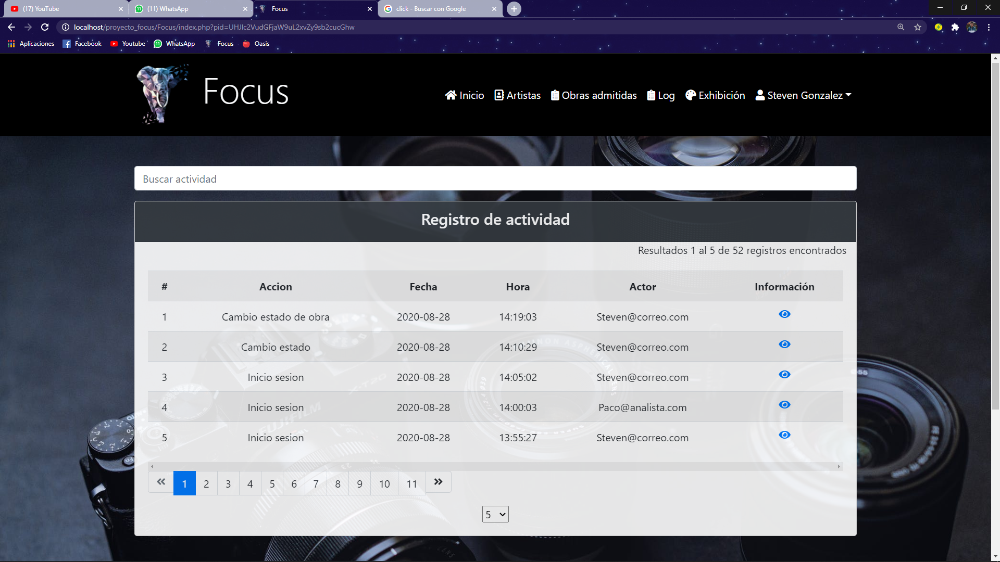 (17) YouTube
(11) WhatsApp
Focus
click - Buscar con Google
localhost/proyecto_focus/Focus/index.php?pid=UHJlc2VudGFjaW9uL2xvZy9sb2cucGhw
Aplicaciones
Facebook
Youtube
WhatsApp
Focus
Oasis
Focus
Inicio
Artistas
Obras admitidas
Log
Exhibición
Steven Gonzalez
Buscar actividad
Registro de actividad
Resultados 1 al 5 de 52 registros encontrados
# Accion Fecha Hora Actor Información
1 Cambio estado de obra 2020-08-28 14:19:03 Steven@correo.com
2 Cambio estado 2020-08-28 14:10:29 Steven@correo.com
3 Inicio sesion 2020-08-28 14:05:02 Steven@correo.com
4 Inicio sesion 2020-08-28 14:00:03 Paco@analista.com
5 Inicio sesion 2020-08-28 13:55:27 Steven@correo.com
« 1 2 3 4 5 6 7 8 9 10 11 »
5
FUJIFILM
X-T20